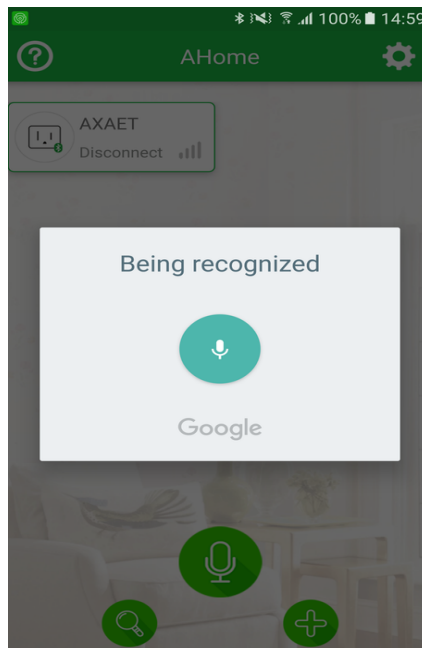 100% 14:59
AHome
AXAET
Disconnect
Being recognized
Google